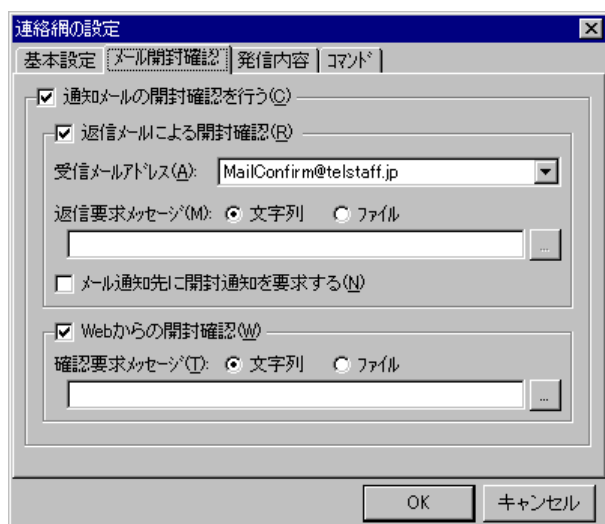 連絡網の設定
基本設定 メール開封確認 発信内容 コマンド
通知メールの開封確認を行う(C)
返信メールによる開封確認(R)
受信メールアドレス(A): MailConfirm@telstaff.jp
返信要求メッセージ(M): 文字列 ファイル
...
メール通知先に開封通知を要求する(N)
Webからの開封確認(W)
確認要求メッセージ(T): 文字列 ファイル
...
OK キャンセル